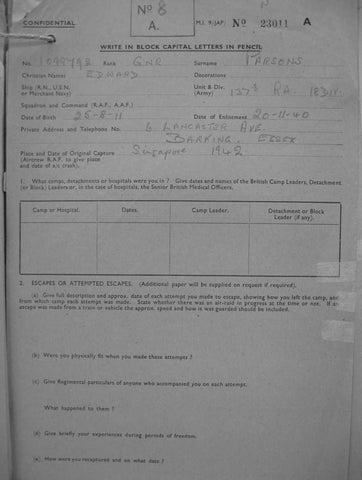 CONFIDENTIAL
No 8
A.
M.I. 9/JAP/ No 23011 A
WRITE IN BLOCK CAPITAL LETTERS IN PENCIL
No. Rank GNR Surname PARSONS
Christian Names EDWARD Decorations
Ship (R.N., U.S.N. or Merchant Navy) Unit & Div. (Army) 137 RA. 18 DIV.
Squadron and Command (R.A.F., A.A.F.)
Date of Birth 25-8-11 Date of Enlistment 20-11-40
Private Address and Telephone No. 6 LANCASTER AVE.
BARKING. ESSEX
Place and Date of Original Capture Singapore 1942
(Aircrew R.A.F. to give place
and date of a/c crash).
1. What camps, detachments or hospitals were you in ? Give dates and names of the British Camp Leaders, Detachment
(or Block) Leaders or, in the case of hospitals, the Senior British Medical Officers.
Camp or Hospital. Dates. Camp Leader. Detachment or Block Leader (if any).
2. ESCAPES OR ATTEMPTED ESCAPES. (Additional paper will be supplied on request if required).
(a) Give full description and approx. date of each attempt you made to escape, showing how you left the camp, and
from which camp each attempt was made. State whether there was an air-raid in progress at the time or not. If an
escape was made from a train or vehicle the approx. speed and how it was guarded should be included.
(b) Were you physically fit when you made these attempts ?
(c) Give Regimental particulars of anyone who accompanied you on each attempt.
What happened to them ?
(d) Give briefly your experiences during periods of freedom.
(e) How were you recaptured and on what date ?